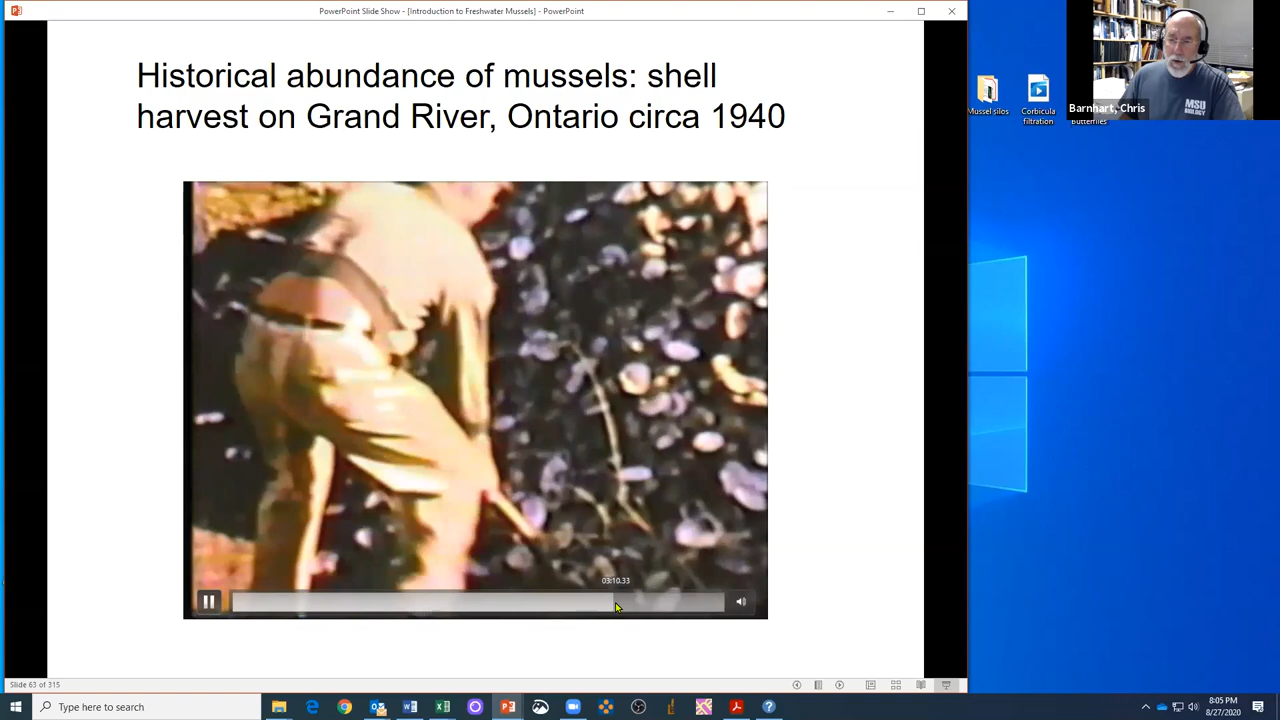 PowerPoint Slide Show - [Introduction to Freshwater Mussels] - PowerPoint
Historical abundance of mussels: shell
harvest on Grand River, Ontario circa 1940
03:10.33
Slide 63 of 315
Barnhart, Chris
MSU
BIOLOGY
Mussel silos
Corbicula
filtration
Butterflies
Type here to search
8:05 PM
8/27/2020